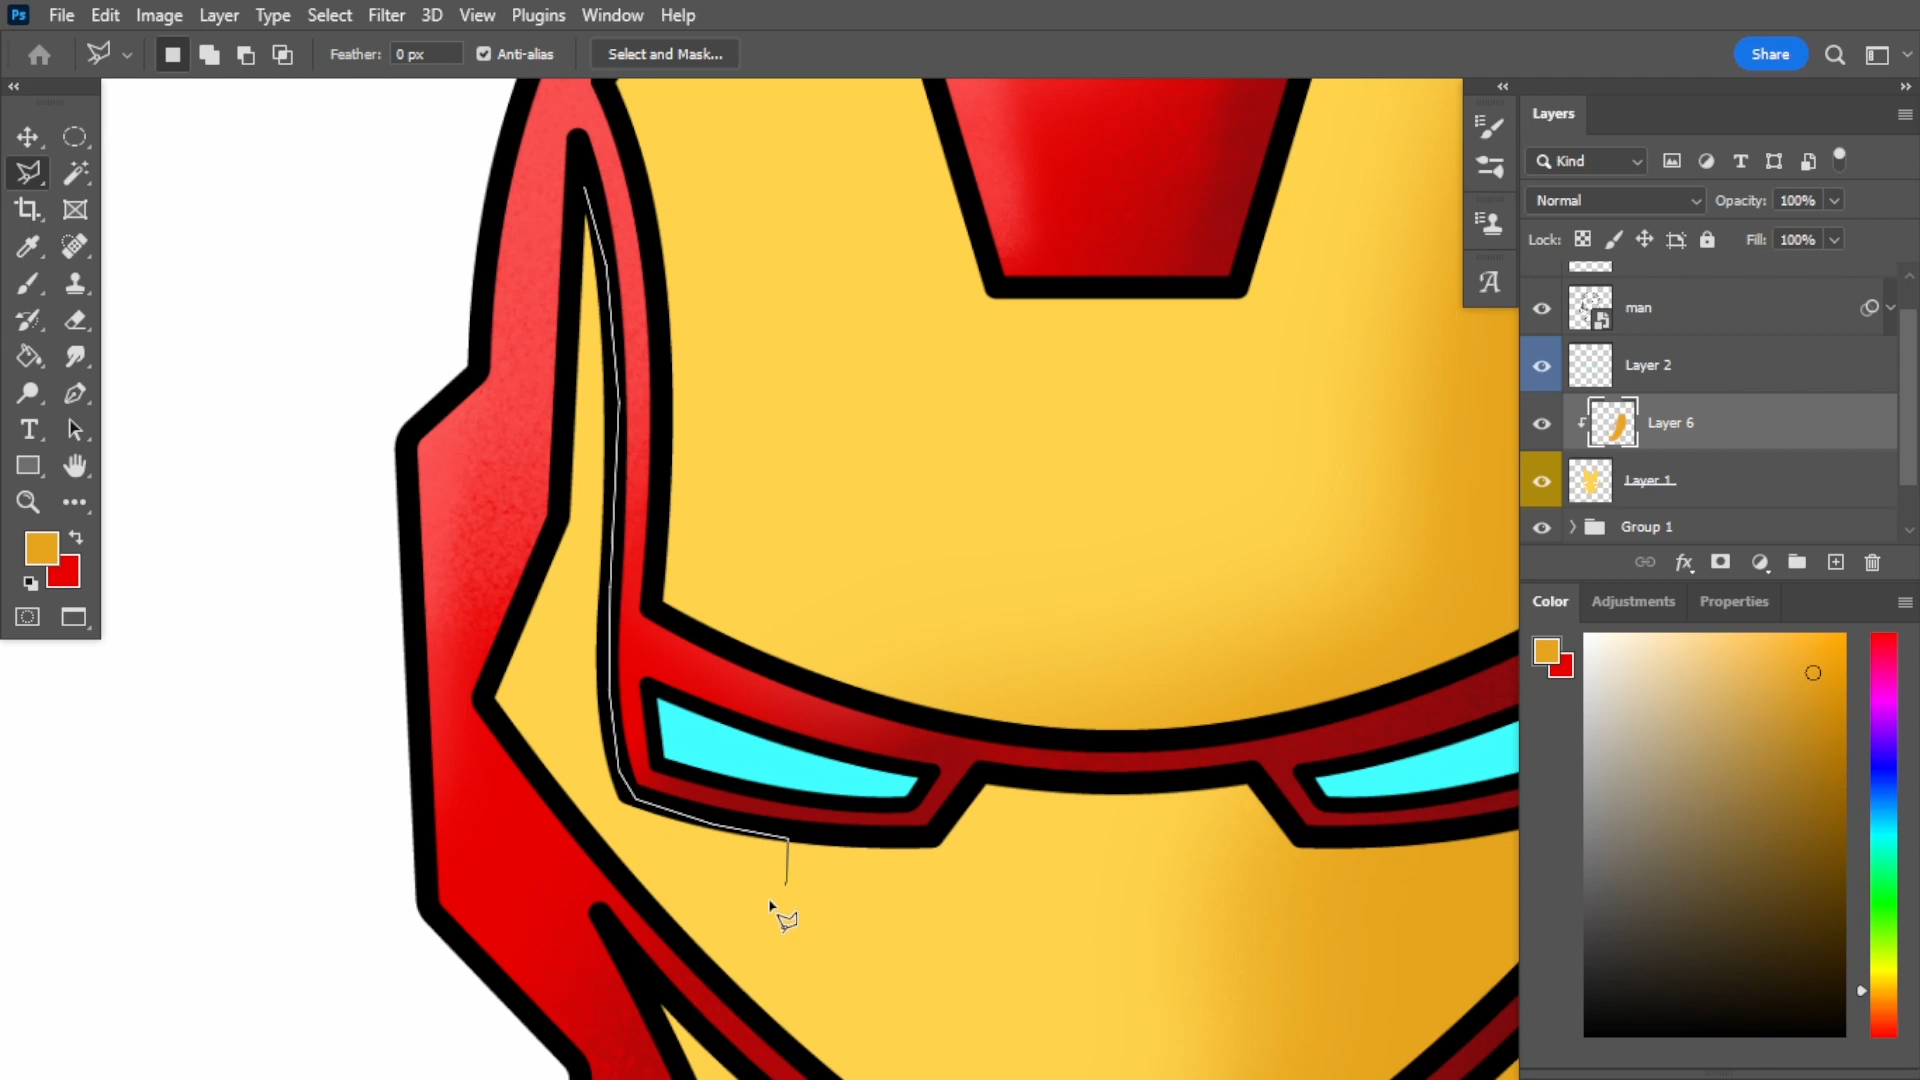 Ps File Edit Image Layer Type Select Filter 3D View Plugins Window Help
Feather: 0 px Anti-alias Select and Mask... Share
Layers
Kind
Normal Opacity: 100%
Lock: Fill: 100%
man
Layer 2
Layer 6
Layer 1
Group 1
fx
Color Adjustments Properties